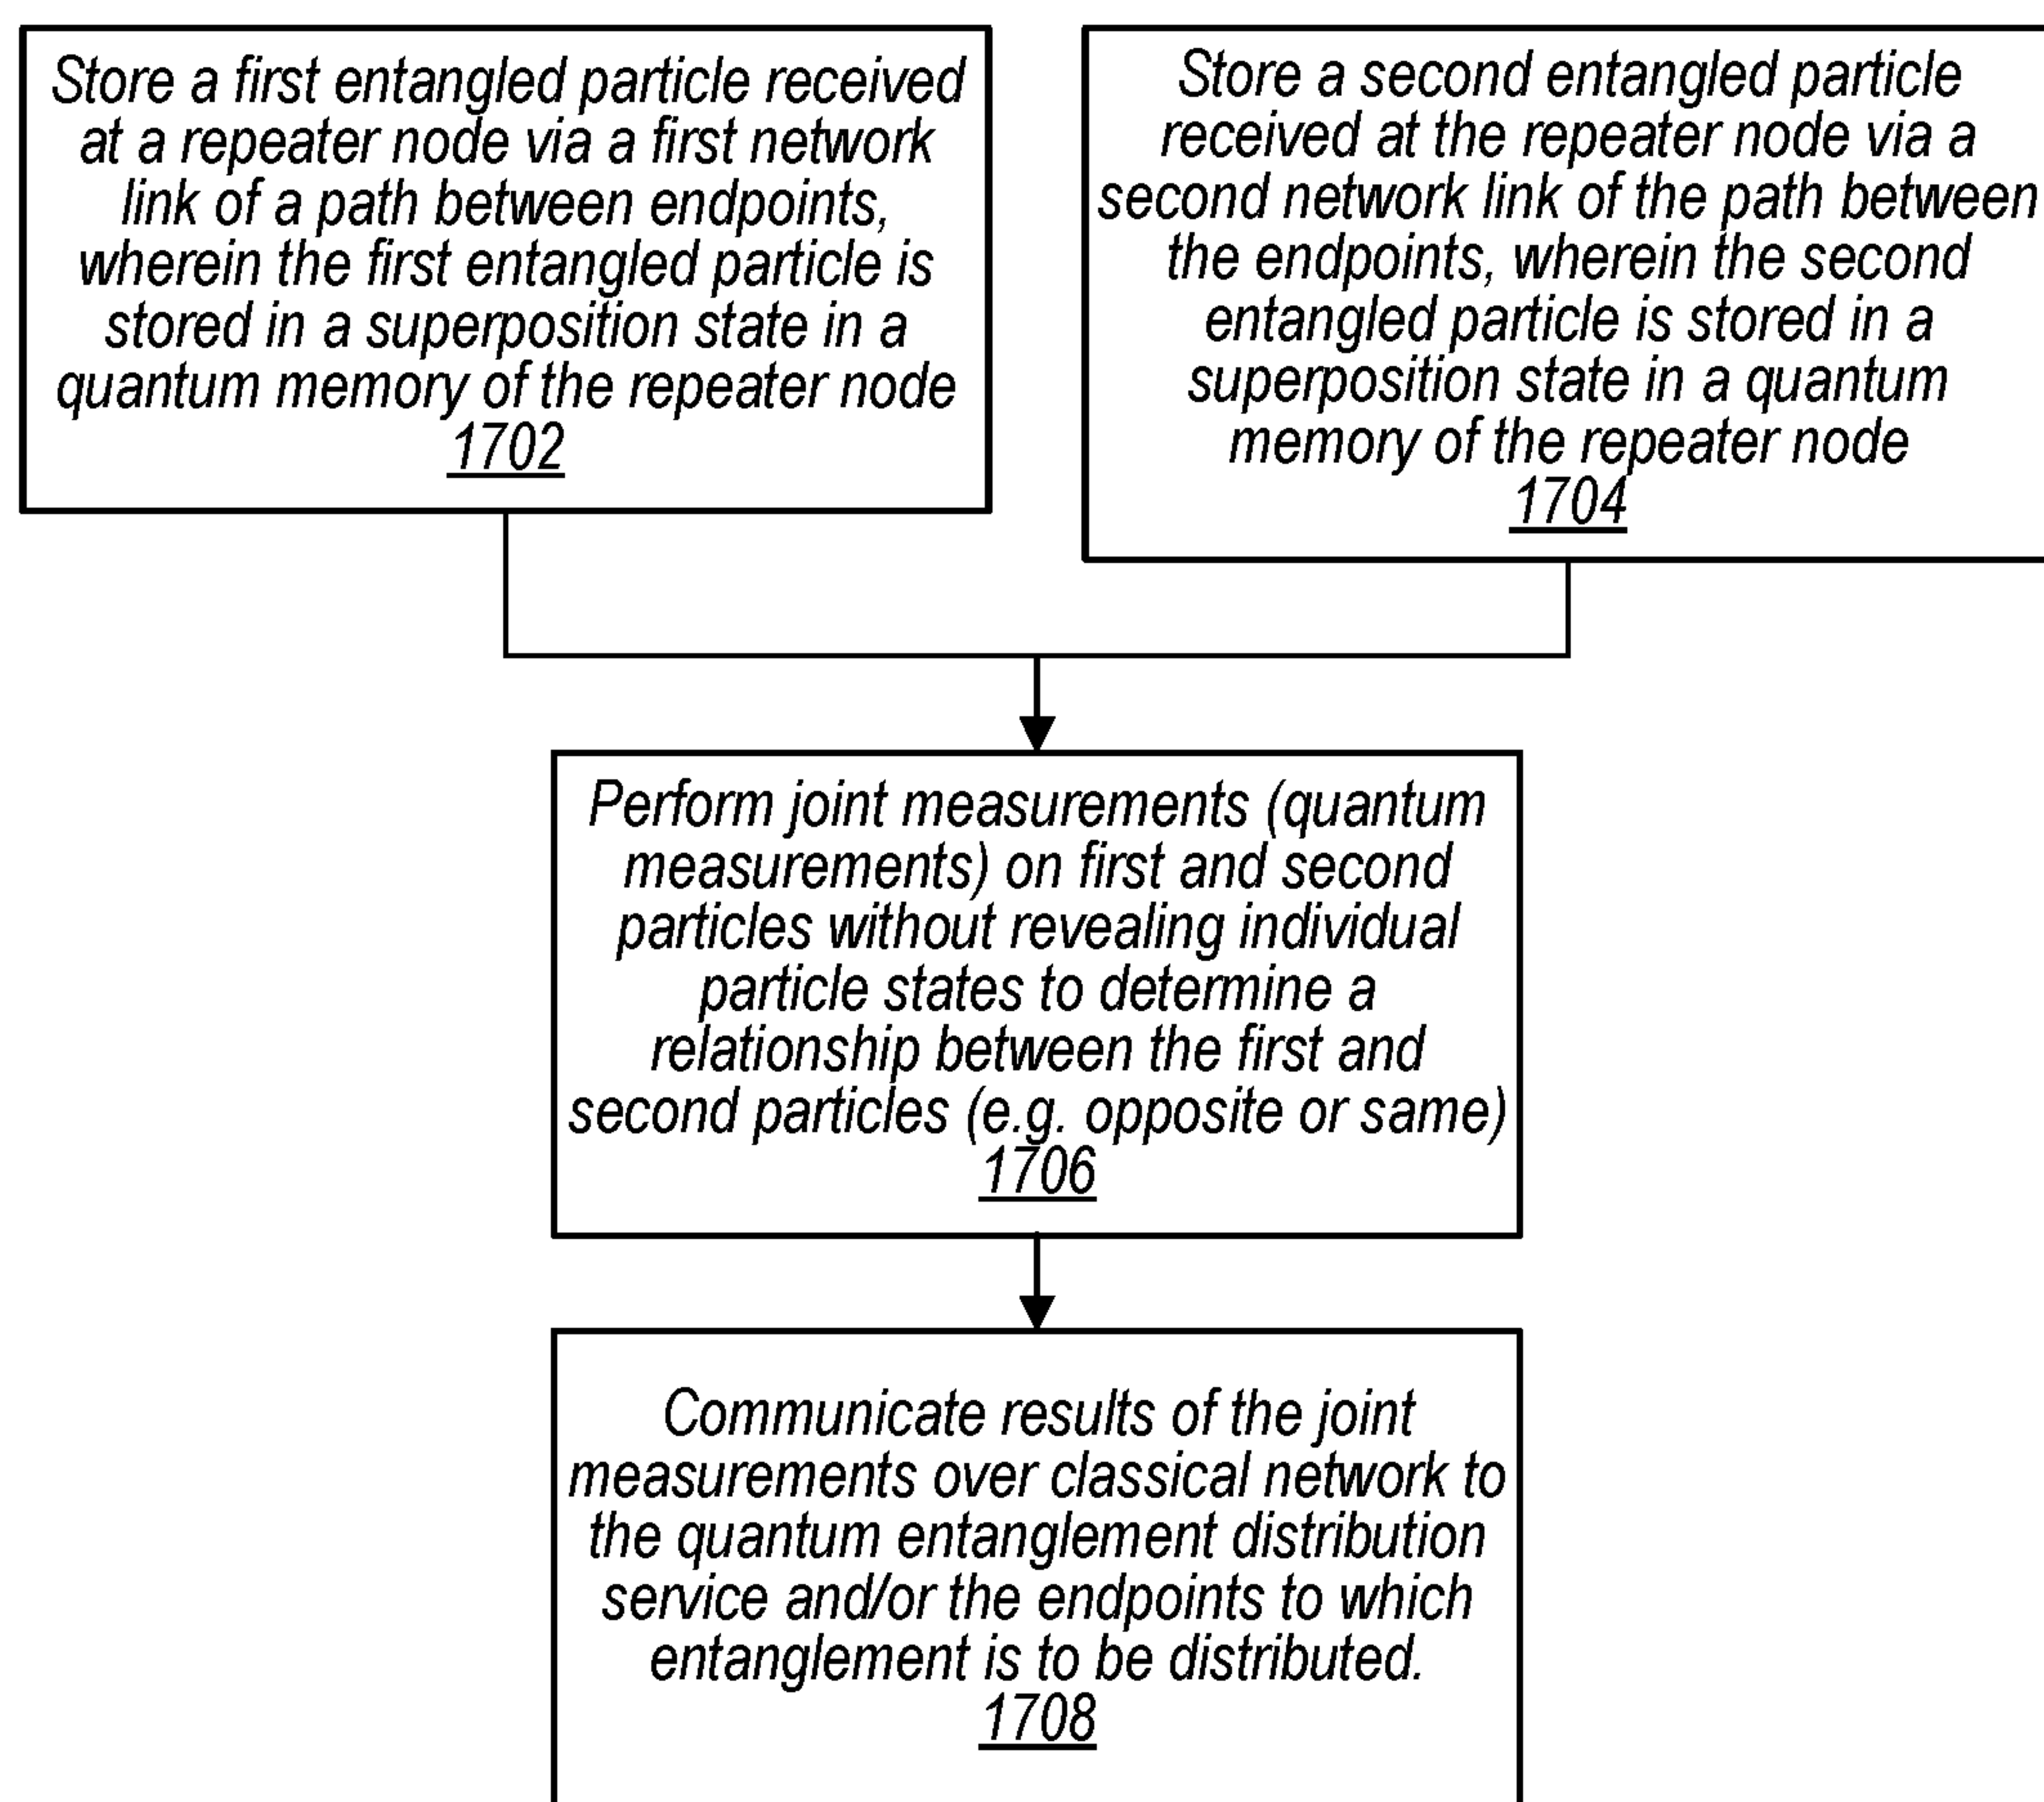 Store a first entangled particle received
at a repeater node via a first network
link of a path between endpoints,
wherein the first entangled particle is
stored in a superposition state in a
quantum memory of the repeater node
1702
Store a second entangled particle
received at the repeater node via a
second network link of the path between
the endpoints, wherein the second
entangled particle is stored in a
superposition state in a quantum
memory of the repeater node
1704
Perform joint measurements (quantum
measurements) on first and second
particles without revealing individual
particle states to determine a
relationship between the first and
second particles (e.g. opposite or same)
1706
Communicate results of the joint
measurements over classical network to
the quantum entanglement distribution
service and/or the endpoints to which
entanglement is to be distributed.
1708